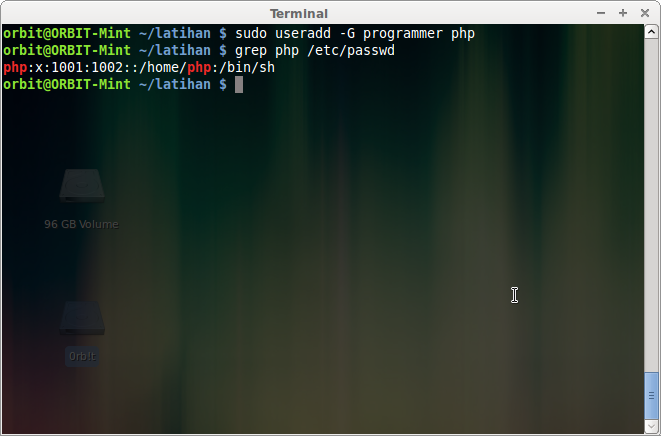 Terminal
orbit@ORBIT-Mint ~/latihan $ sudo useradd -G programmer php
orbit@ORBIT-Mint ~/latihan $ grep php /etc/passwd
php:x:1001:1002::/home/php:/bin/sh
orbit@ORBIT-Mint ~/latihan $
96 GB Volume
0rb!t